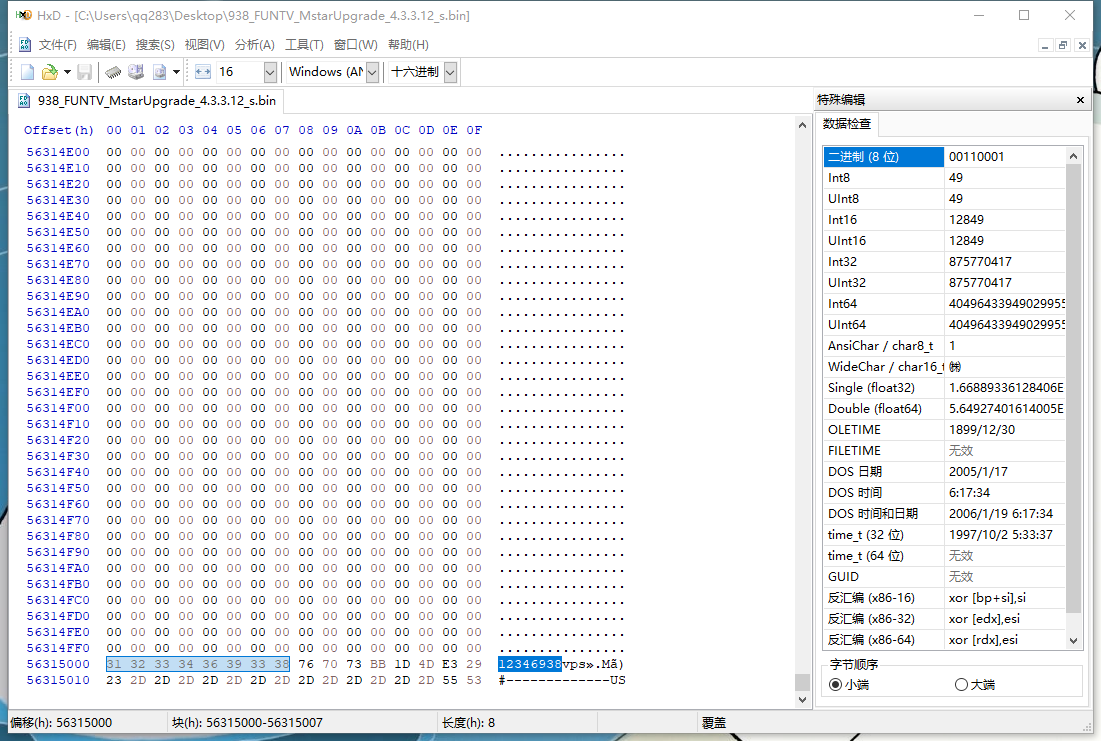 HxD - [C:\Users\qq283\Desktop\938_FUNTV_MstarUpgrade_4.3.3.12_s.bin]
文件(F) 编辑(E) 搜索(S) 视图(V) 分析(A) 工具(T) 窗口(W) 帮助(H)
16 Windows (AN 十六进制
938_FUNTV_MstarUpgrade_4.3.3.12_s.bin
Offset(h) 00 01 02 03 04 05 06 07 08 09 0A 0B 0C 0D 0E 0F
56314E00 00 00 00 00 00 00 00 00 00 00 00 00 00 00 00 00 ................
56314E10 00 00 00 00 00 00 00 00 00 00 00 00 00 00 00 00 ................
56314E20 00 00 00 00 00 00 00 00 00 00 00 00 00 00 00 00 ................
56314E30 00 00 00 00 00 00 00 00 00 00 00 00 00 00 00 00 ................
56314E40 00 00 00 00 00 00 00 00 00 00 00 00 00 00 00 00 ................
56314E50 00 00 00 00 00 00 00 00 00 00 00 00 00 00 00 00 ................
56314E60 00 00 00 00 00 00 00 00 00 00 00 00 00 00 00 00 ................
56314E70 00 00 00 00 00 00 00 00 00 00 00 00 00 00 00 00 ................
56314E80 00 00 00 00 00 00 00 00 00 00 00 00 00 00 00 00 ................
56314E90 00 00 00 00 00 00 00 00 00 00 00 00 00 00 00 00 ................
56314EA0 00 00 00 00 00 00 00 00 00 00 00 00 00 00 00 00 ................
56314EB0 00 00 00 00 00 00 00 00 00 00 00 00 00 00 00 00 ................
56314EC0 00 00 00 00 00 00 00 00 00 00 00 00 00 00 00 00 ................
56314ED0 00 00 00 00 00 00 00 00 00 00 00 00 00 00 00 00 ................
56314EE0 00 00 00 00 00 00 00 00 00 00 00 00 00 00 00 00 ................
56314EF0 00 00 00 00 00 00 00 00 00 00 00 00 00 00 00 00 ................
56314F00 00 00 00 00 00 00 00 00 00 00 00 00 00 00 00 00 ................
56314F10 00 00 00 00 00 00 00 00 00 00 00 00 00 00 00 00 ................
56314F20 00 00 00 00 00 00 00 00 00 00 00 00 00 00 00 00 ................
56314F30 00 00 00 00 00 00 00 00 00 00 00 00 00 00 00 00 ................
56314F40 00 00 00 00 00 00 00 00 00 00 00 00 00 00 00 00 ................
56314F50 00 00 00 00 00 00 00 00 00 00 00 00 00 00 00 00 ................
56314F60 00 00 00 00 00 00 00 00 00 00 00 00 00 00 00 00 ................
56314F70 00 00 00 00 00 00 00 00 00 00 00 00 00 00 00 00 ................
56314F80 00 00 00 00 00 00 00 00 00 00 00 00 00 00 00 00 ................
56314F90 00 00 00 00 00 00 00 00 00 00 00 00 00 00 00 00 ................
56314FA0 00 00 00 00 00 00 00 00 00 00 00 00 00 00 00 00 ................
56314FB0 00 00 00 00 00 00 00 00 00 00 00 00 00 00 00 00 ................
56314FC0 00 00 00 00 00 00 00 00 00 00 00 00 00 00 00 00 ................
56314FD0 00 00 00 00 00 00 00 00 00 00 00 00 00 00 00 00 ................
56314FE0 00 00 00 00 00 00 00 00 00 00 00 00 00 00 00 00 ................
56314FF0 00 00 00 00 00 00 00 00 00 00 00 00 00 00 00 00 ................
56315000 31 32 33 34 36 39 33 38 76 70 73 BB 1D 4D E3 29 12346938vps».Mã)
56315010 23 2D 2D 2D 2D 2D 2D 2D 2D 2D 2D 2D 2D 2D 55 53 #-------------US
特殊编辑
数据检查
二进制 (8 位) 00110001
Int8 49
UInt8 49
Int16 12849
UInt16 12849
Int32 875770417
UInt32 875770417
Int64 40496433949029955
UInt64 40496433949029955
AnsiChar / char8_t 1
WideChar / char16_t ㈱
Single (float32) 1.66889336128406E
Double (float64) 5.64927401614005E
OLETIME 1899/12/30
FILETIME 无效
DOS 日期 2005/1/17
DOS 时间 6:17:34
DOS 时间和日期 2006/1/19 6:17:34
time_t (32 位) 1997/10/2 5:33:37
time_t (64 位) 无效
GUID 无效
反汇编 (x86-16) xor [bp+si],si
反汇编 (x86-32) xor [edx],esi
反汇编 (x86-64) xor [rdx],esi
字节顺序
小端 大端
偏移(h): 56315000 块(h): 56315000-56315007 长度(h): 8 覆盖